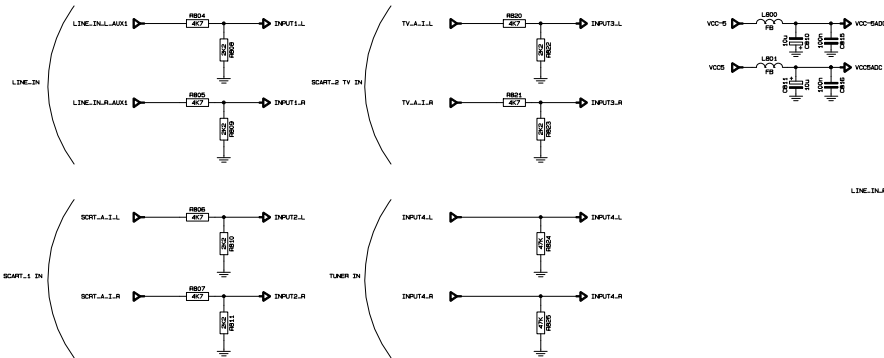 LINE_IN
LINE_IN_L_AUX1
R804
4K7
INPUT1_L
2K2
R808
LINE_IN_R_AUX1
R805
4K7
INPUT1_R
2K2
R809
SCART_2 TV IN
TV_A_I_L
R820
4K7
INPUT3_L
2K2
R822
TV_A_I_R
R821
4K7
INPUT3_R
2K2
R823
VCC-5
L800
FB
VCC-5ADC
10u
C810
100n
C815
VCC5
L801
FB
VCC5ADC
C811
10u
100n
C816
LINE_IN_R
SCART_1 IN
SCRT_A_I_L
R806
4K7
INPUT2_L
2K2
R810
SCRT_A_I_R
R807
4K7
INPUT2_R
2K2
R811
TUNER IN
INPUT4_L
INPUT4_L
47K
R824
INPUT4_R
INPUT4_R
47K
R825